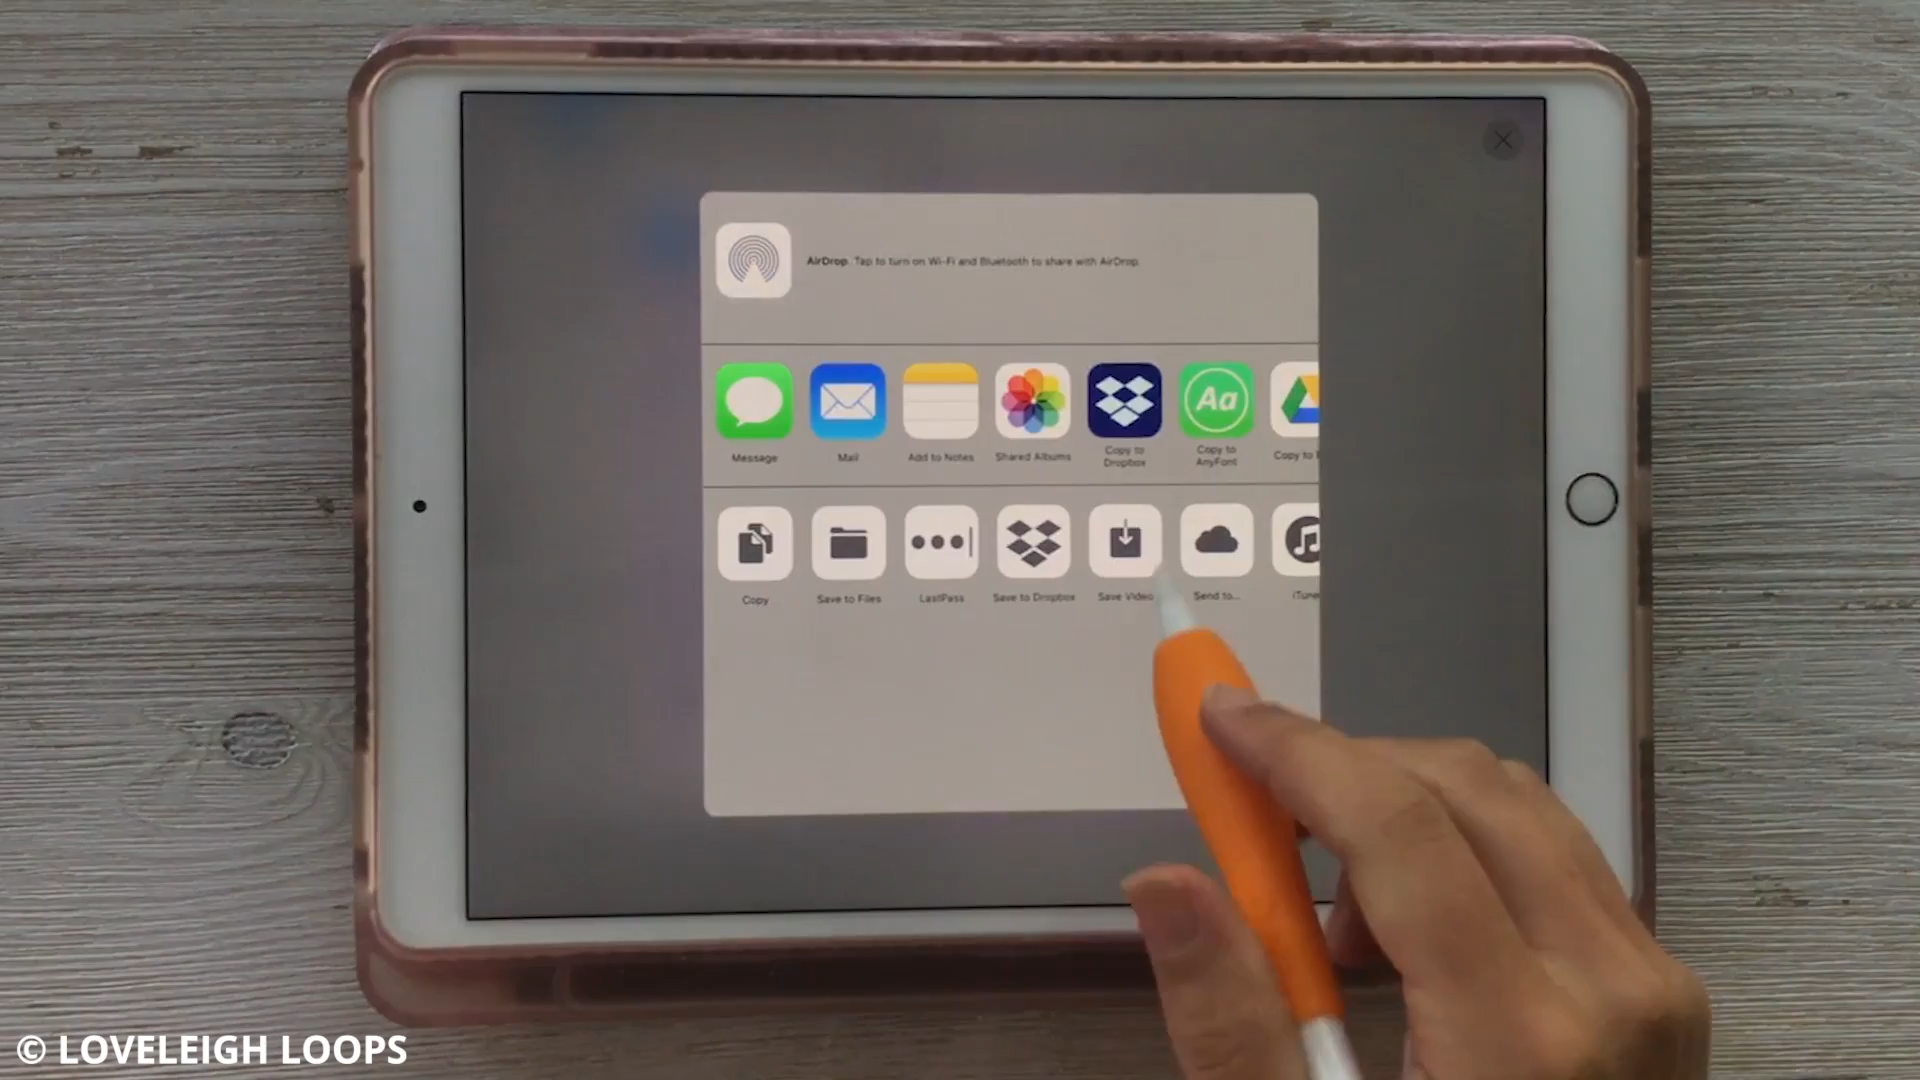 AirDrop. Tap to turn on Wi-Fi and Bluetooth to share with AirDrop.
Aa
Message
Mail
Add to Notes
Shared Albums
Copy to
Dropbox
Copy to
AnyFont
Copy to
Copy
Save to Files
LastPass
Save to Dropbox
Save Video
Send to...
iTune
© LOVELEIGH LOOPS